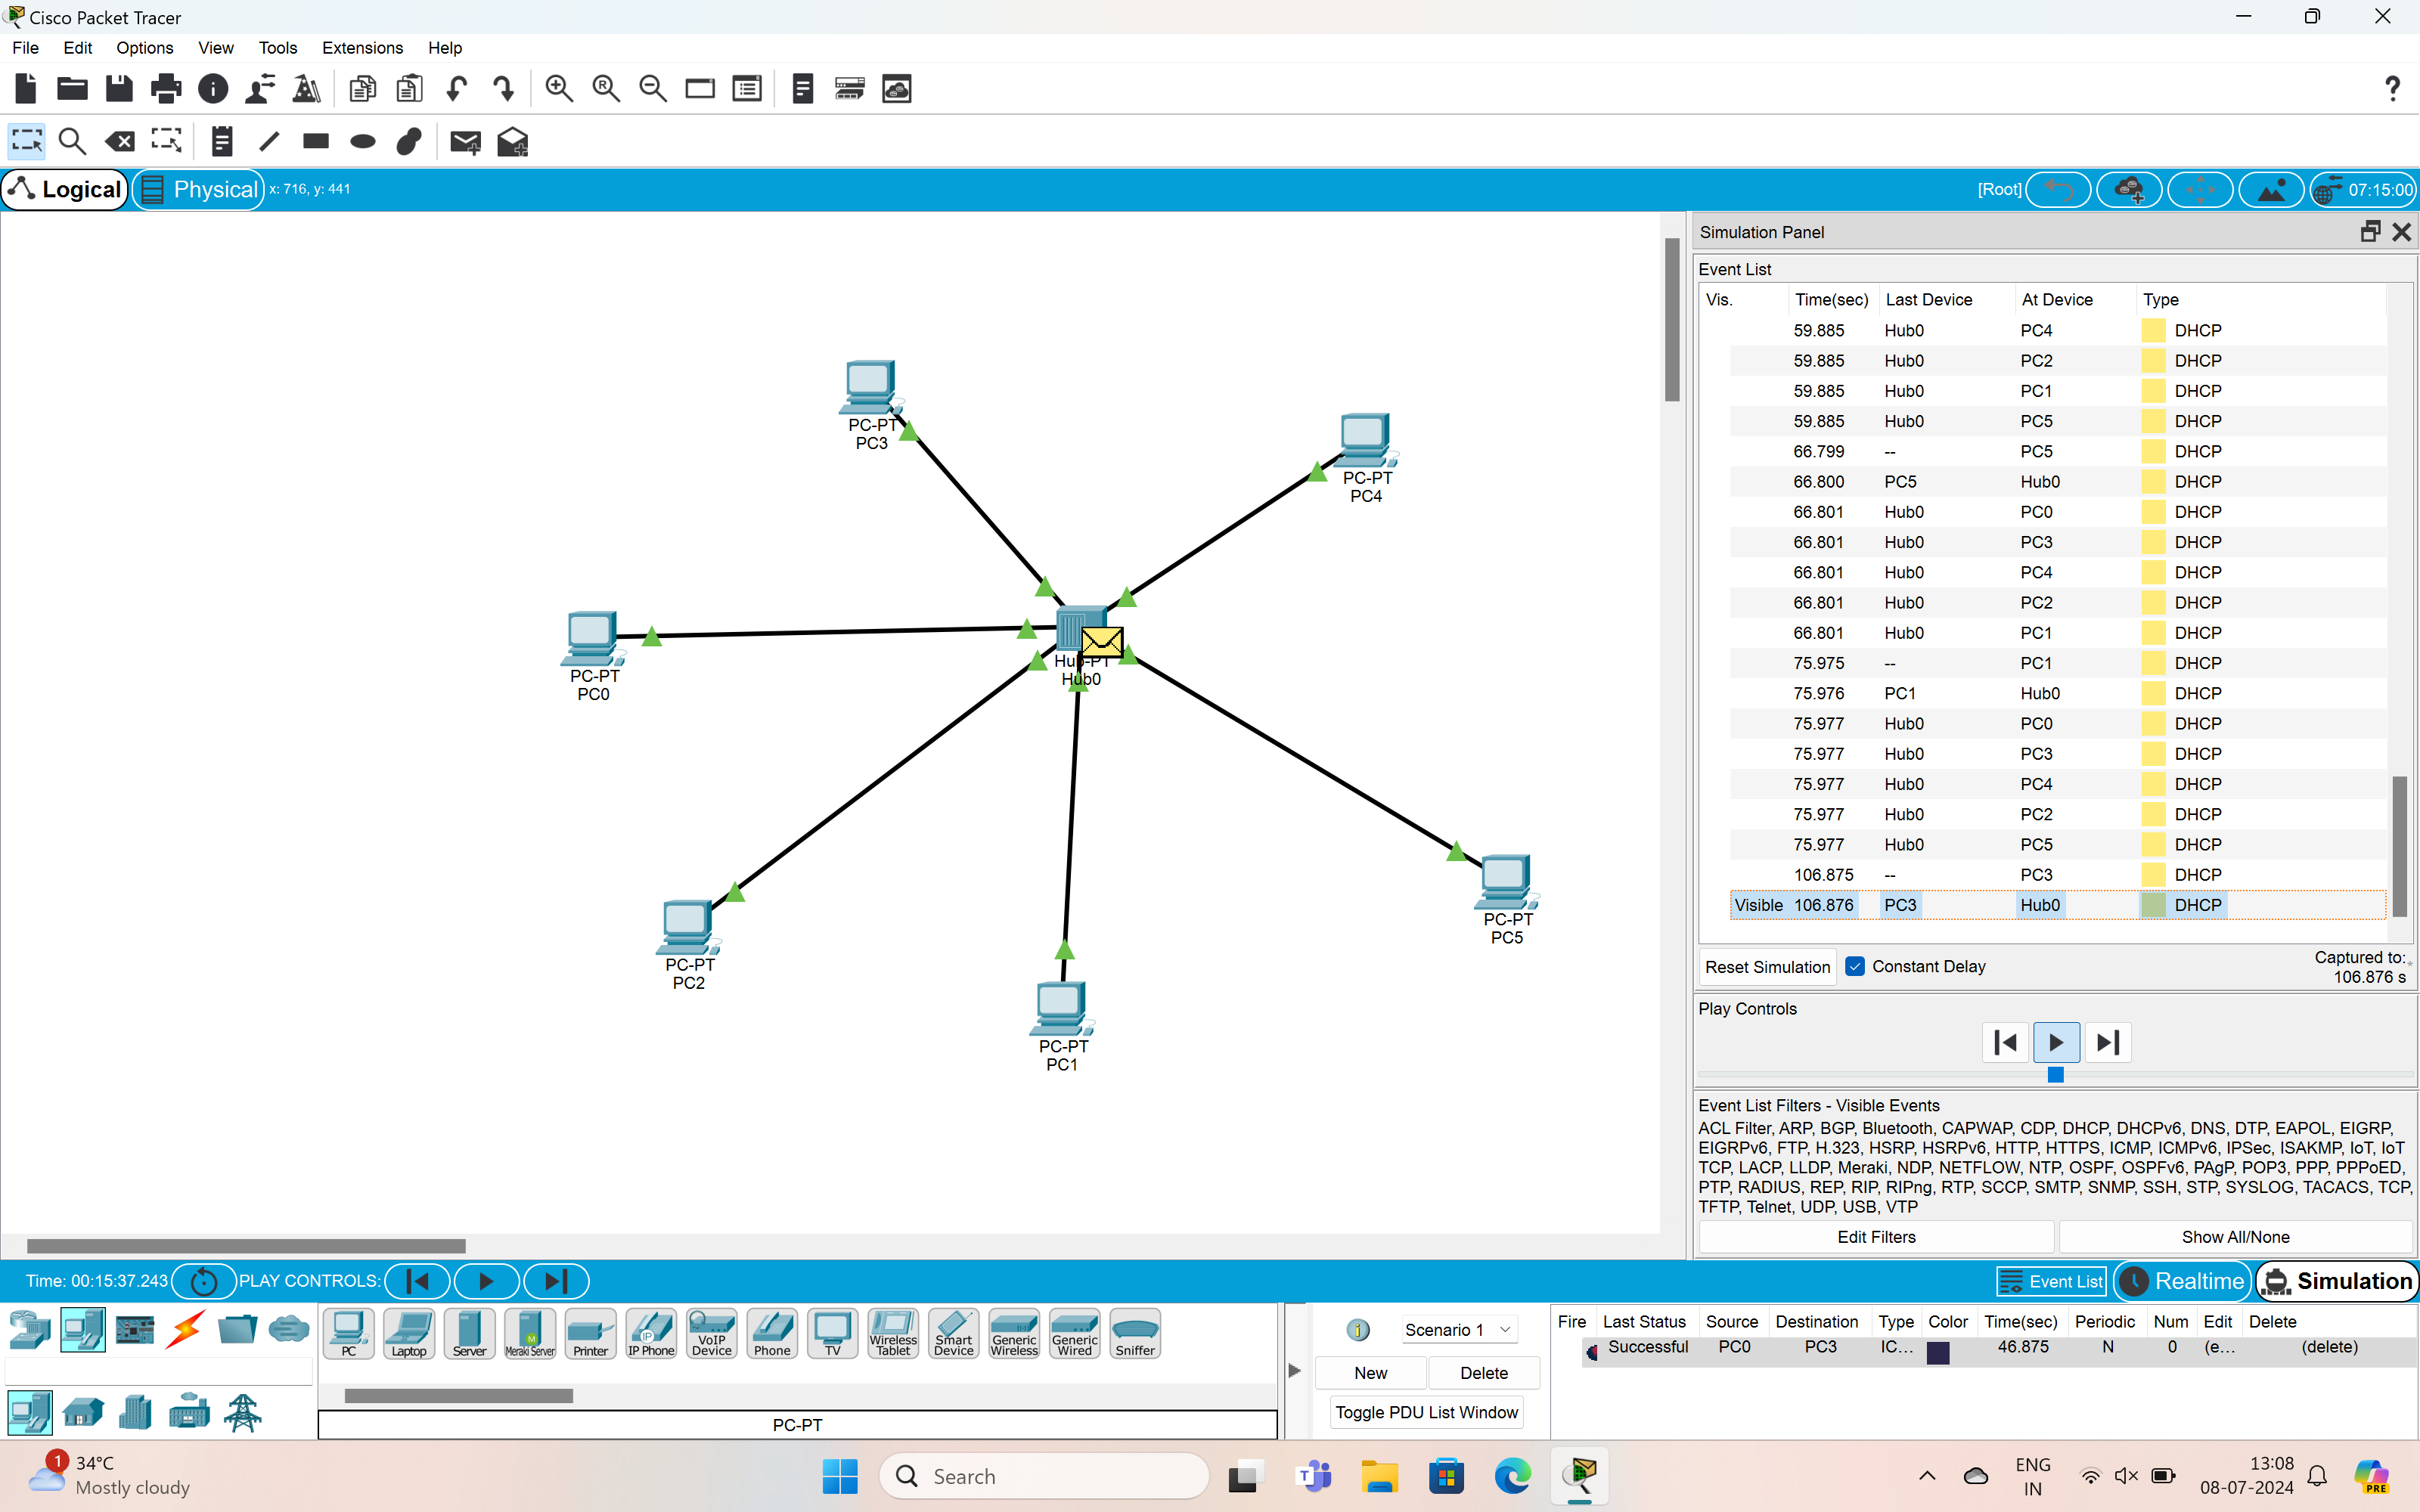 Cisco Packet Tracer
File Edit Options View Tools Extensions Help
Logical Physical x: 716, y: 441 [Root] 07:15:00
Simulation Panel
Event List
Vis. Time(sec) Last Device At Device Type
59.885 Hub0 PC4 DHCP
59.885 Hub0 PC2 DHCP
59.885 Hub0 PC1 DHCP
59.885 Hub0 PC5 DHCP
66.799 -- PC5 DHCP
66.800 PC5 Hub0 DHCP
66.801 Hub0 PC0 DHCP
66.801 Hub0 PC3 DHCP
66.801 Hub0 PC4 DHCP
66.801 Hub0 PC2 DHCP
66.801 Hub0 PC1 DHCP
75.975 -- PC1 DHCP
75.976 PC1 Hub0 DHCP
75.977 Hub0 PC0 DHCP
75.977 Hub0 PC3 DHCP
75.977 Hub0 PC4 DHCP
75.977 Hub0 PC2 DHCP
75.977 Hub0 PC5 DHCP
106.875 -- PC3 DHCP
Visible 106.876 PC3 Hub0 DHCP
Reset Simulation Constant Delay Captured to:*
106.876 s
Play Controls
Event List Filters - Visible Events
ACL Filter, ARP, BGP, Bluetooth, CAPWAP, CDP, DHCP, DHCPv6, DNS, DTP, EAPOL, EIGRP,
EIGRPv6, FTP, H.323, HSRP, HSRPv6, HTTP, HTTPS, ICMP, ICMPv6, IPSec, ISAKMP, IoT, IoT
TCP, LACP, LLDP, Meraki, NDP, NETFLOW, NTP, OSPF, OSPFv6, PAgP, POP3, PPP, PPPoED,
PTP, RADIUS, REP, RIP, RIPng, RTP, SCCP, SMTP, SNMP, SSH, STP, SYSLOG, TACACS, TCP,
TFTP, Telnet, UDP, USB, VTP
Edit Filters Show All/None
PC-PT
PC3
PC-PT
PC4
PC-PT
PC0
Hub-PT
Hub0
PC-PT
PC2
PC-PT
PC5
PC-PT
PC1
Time: 00:15:37.243 PLAY CONTROLS: Event List Realtime Simulation
PC
Laptop
Server
M
Meraki Server
Printer
IP
IP Phone
VoIP
Device
Phone
TV
Wireless
Tablet
Smart
Device
Generic
Wireless
Generic
Wired
Sniffer
PC-PT
Scenario 1
New Delete
Toggle PDU List Window
Fire Last Status Source Destination Type Color Time(sec) Periodic Num Edit Delete
Successful PC0 PC3 IC... 46.875 N 0 (e... (delete)
1
34°C
Mostly cloudy
Search
T
ENG
IN
13:08
08-07-2024
PRE